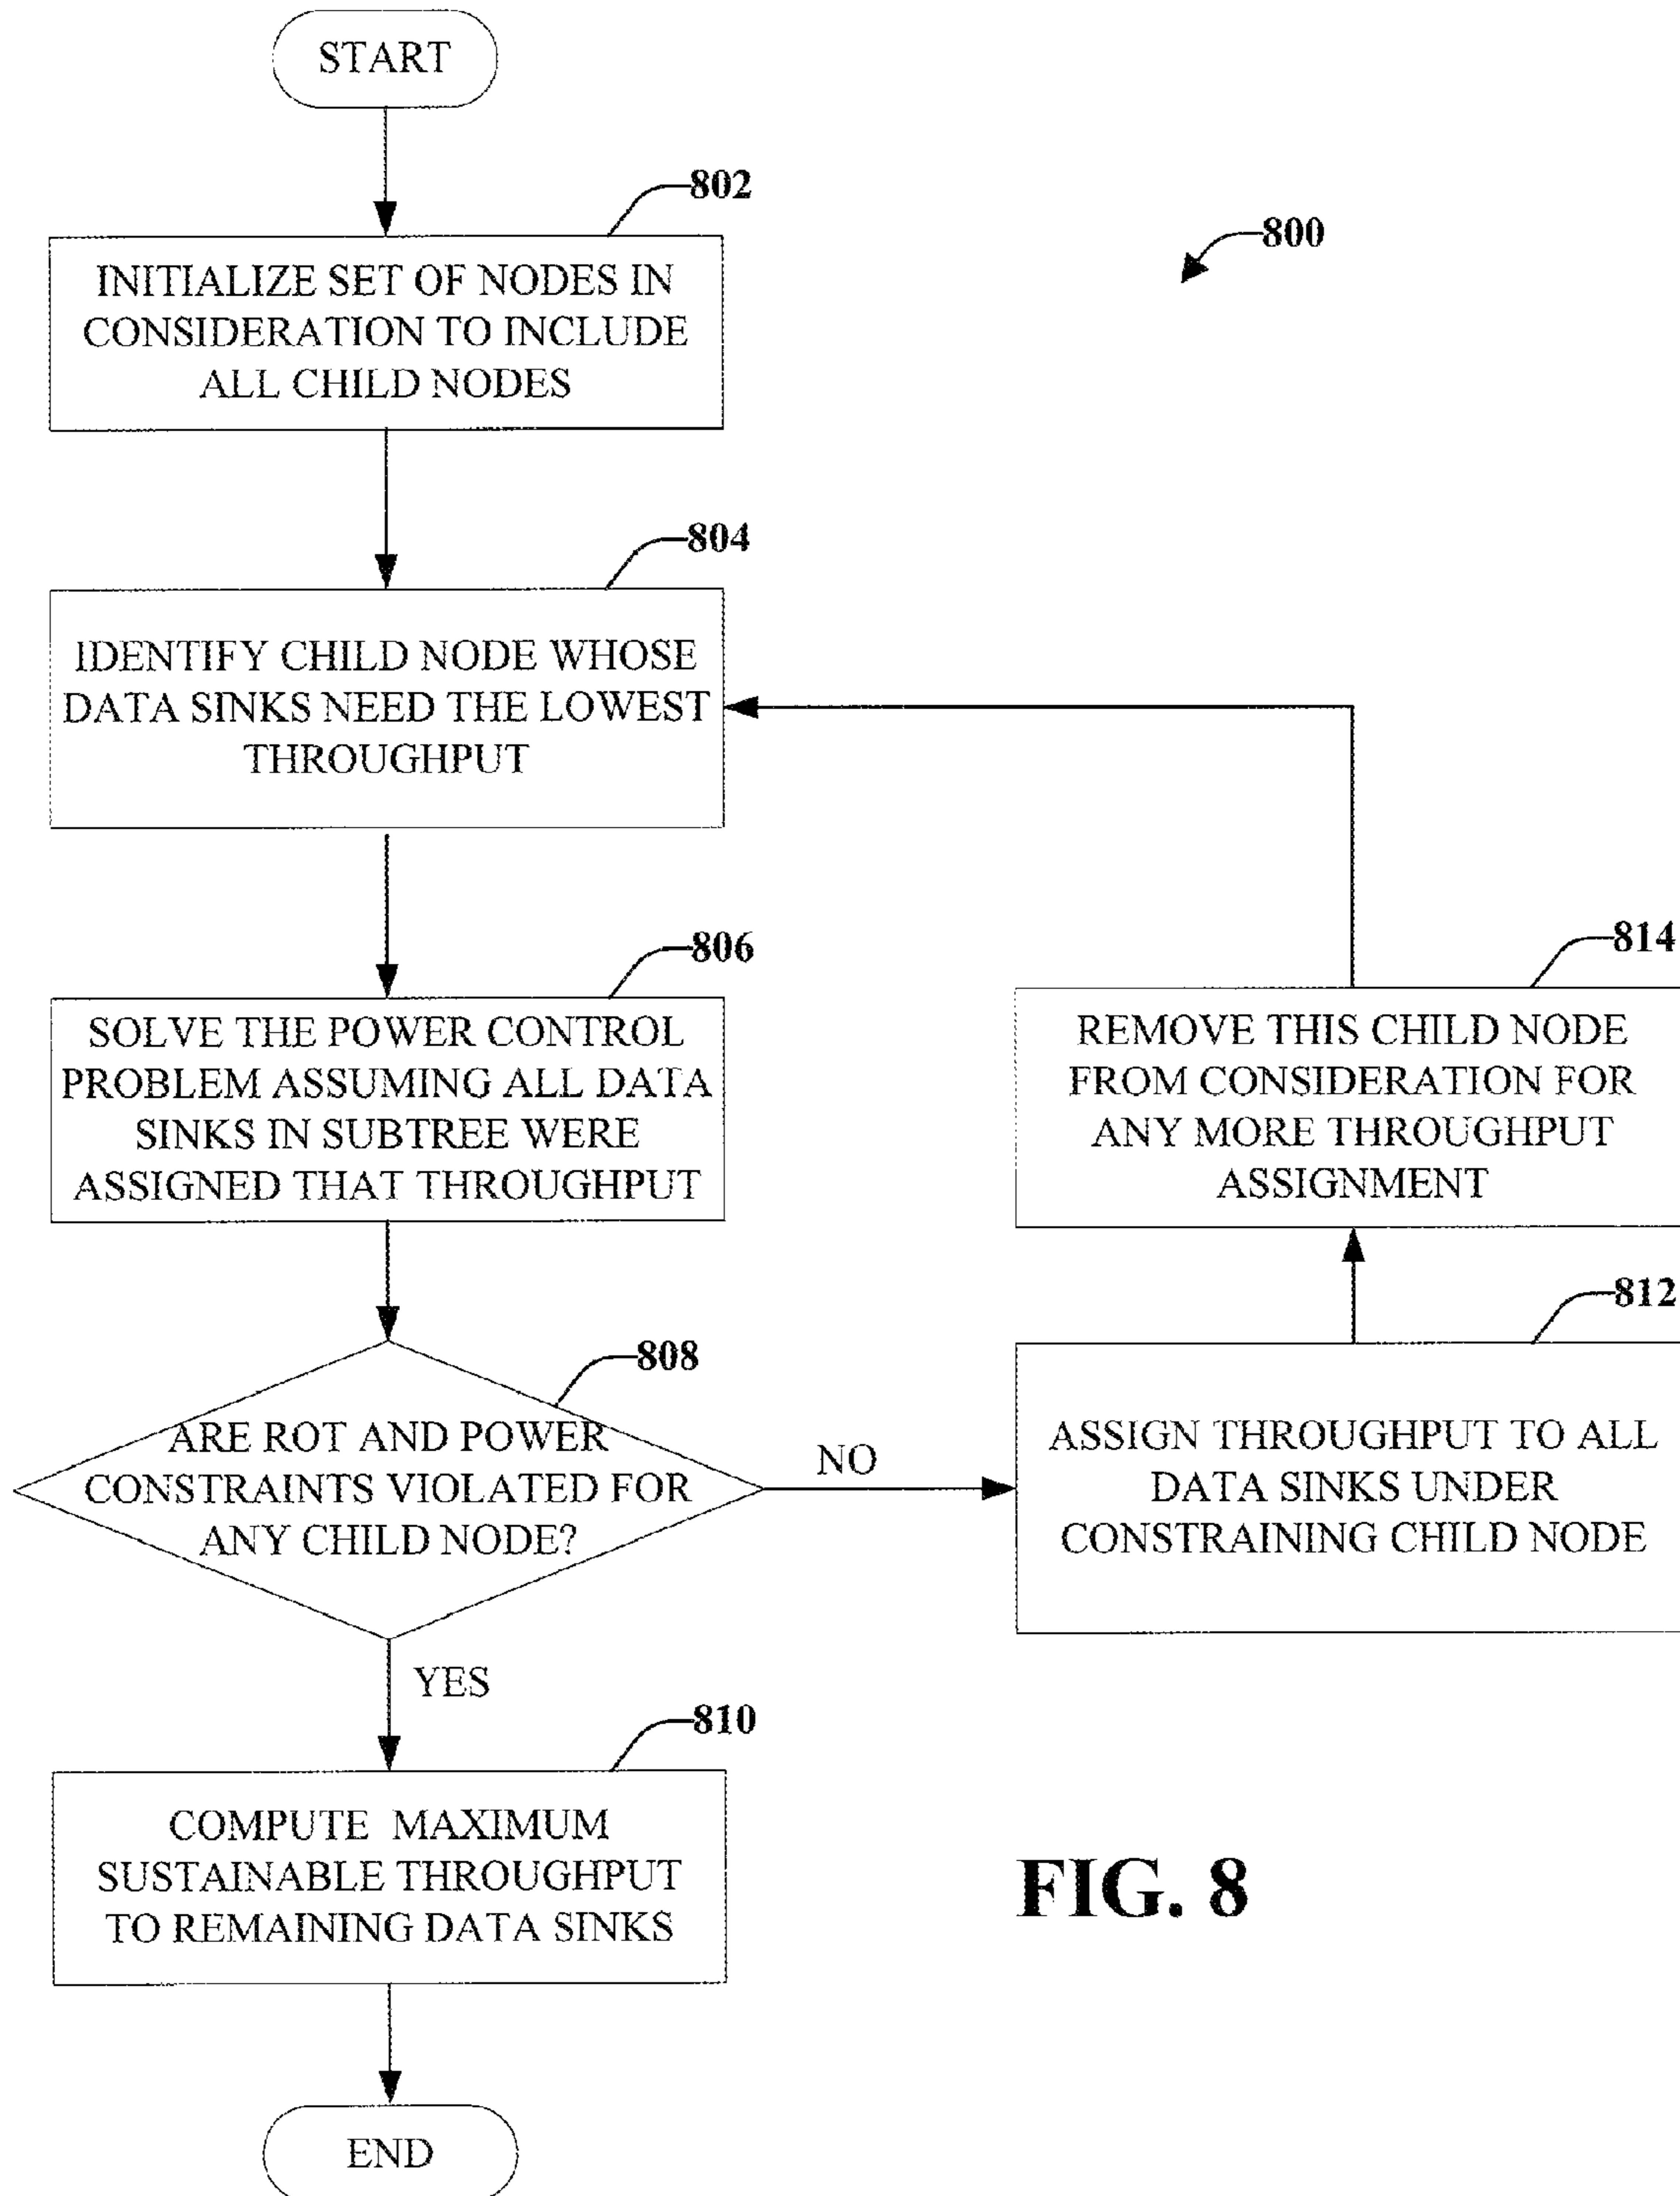 START
802
800
INITIALIZE SET OF NODES IN
CONSIDERATION TO INCLUDE
ALL CHILD NODES
804
IDENTIFY CHILD NODE WHOSE
DATA SINKS NEED THE LOWEST
THROUGHPUT
806
SOLVE THE POWER CONTROL
PROBLEM ASSUMING ALL DATA
SINKS IN SUBTREE WERE
ASSIGNED THAT THROUGHPUT
814
REMOVE THIS CHILD NODE
FROM CONSIDERATION FOR
ANY MORE THROUGHPUT
ASSIGNMENT
808
ARE ROT AND POWER
CONSTRAINTS VIOLATED FOR
ANY CHILD NODE?
NO
812
ASSIGN THROUGHPUT TO ALL
DATA SINKS UNDER
CONSTRAINING CHILD NODE
YES
810
COMPUTE MAXIMUM
SUSTAINABLE THROUGHPUT
TO REMAINING DATA SINKS
FIG. 8
END